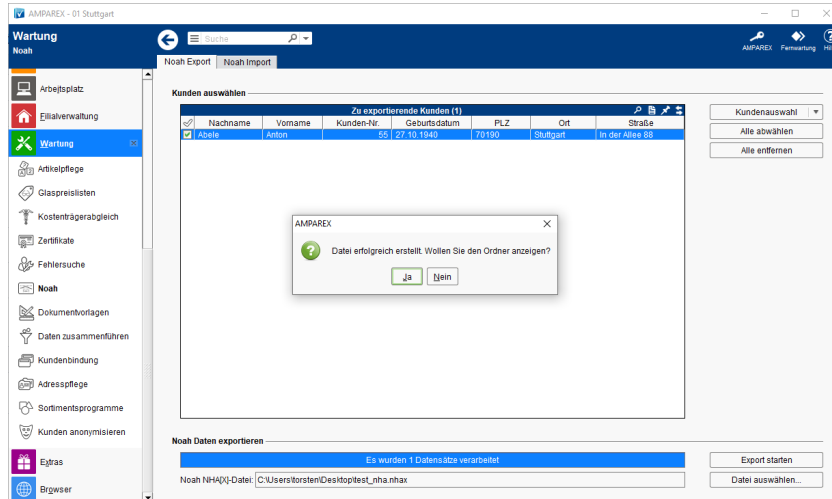 AMPAREX - 01 Stuttgart
Wartung
Noah
Suche
AMPAREX Fernwartung
Noah Export Noah Import
Arbeitsplatz
Filialverwaltung
Wartung
Artikelpflege
Glaspreislisten
Kostenträgerabgleich
Zertifikate
Fehlersuche
Noah
Dokumentvorlagen
Daten zusammenführen
Kundenbindung
Adresspflege
Sortimentsprogramme
Kunden anonymisieren
Extras
Browser
Kunden auswählen
Zu exportierende Kunden (1)
Nachname Vorname Kunden-Nr. Geburtsdatum PLZ Ort Straße
Abele Anton 55 27.10.1940 70190 Stuttgart In der Allee 88
Kundenauswahl
Alle abwählen
Alle entfernen
AMPAREX
Datei erfolgreich erstellt. Wollen Sie den Ordner anzeigen?
Ja Nein
Noah Daten exportieren
Es wurden 1 Datensätze verarbeitet
Export starten
Noah NHA[X]-Datei: C:\Users\torsten\Desktop\test_nha.nhax
Datei auswählen...